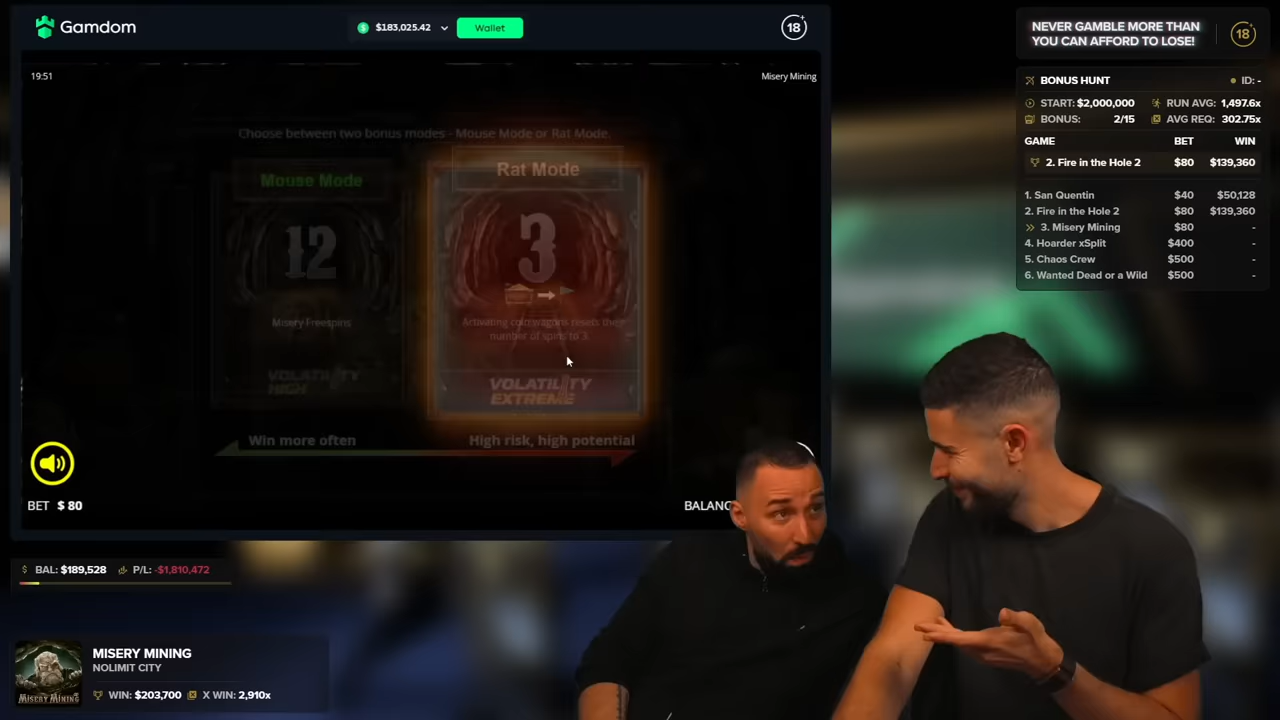 Gamdom
$183,025.42
Wallet
18+
NEVER GAMBLE MORE THAN
YOU CAN AFFORD TO LOSE!
18+
19:51
Misery Mining
Choose between two bonus modes - Mouse Mode or Rat Mode.
Mouse Mode
12
Misery Freespins
VOLATILITY
HIGH
Rat Mode
3
Activating coin wagons resets the
number of spins to 3
VOLATILITY
EXTREME
Win more often
High risk, high potential
BET $ 80
BALANC
BONUS HUNT
ID: -
START: $2,000,000
RUN AVG: 1,497.6x
BONUS: 2/15
AVG REQ: 302.75x
GAME BET WIN
2. Fire in the Hole 2 $80 $139,360
1. San Quentin $40 $50,128
2. Fire in the Hole 2 $80 $139,360
3. Misery Mining $80 -
4. Hoarder xSplit $400 -
5. Chaos Crew $500 -
6. Wanted Dead or a Wild $500 -
BAL: $189,528 P/L: -$1,810,472
MISERY MINING
NOLIMIT CITY
WIN: $203,700 X WIN: 2,910x
MISERY MINING